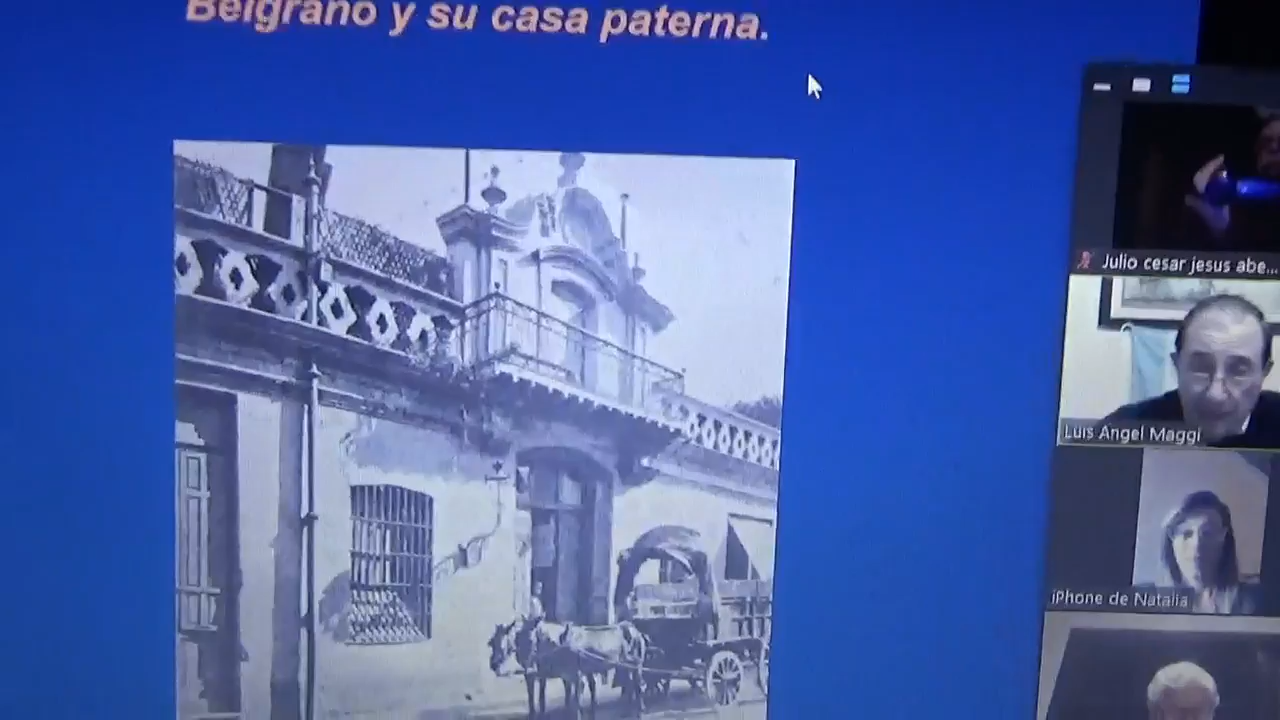 Belgrano y su casa paterna.
Julio cesar jesus abe...
Luis Angel Maggi
iPhone de Natalia